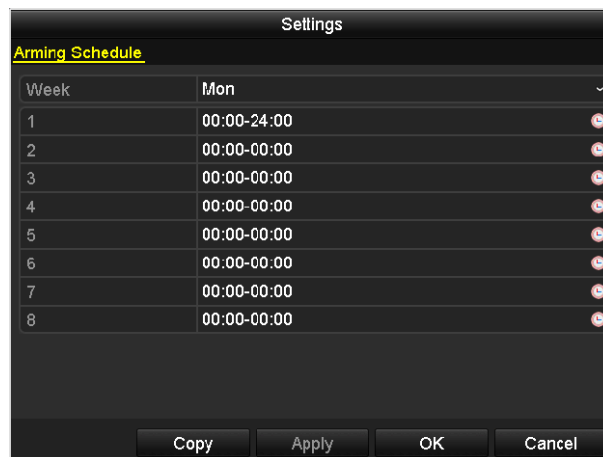 Settings
Arming Schedule
Week Mon
1 00:00-24:00
2 00:00-00:00
3 00:00-00:00
4 00:00-00:00
5 00:00-00:00
6 00:00-00:00
7 00:00-00:00
8 00:00-00:00
Copy Apply OK Cancel